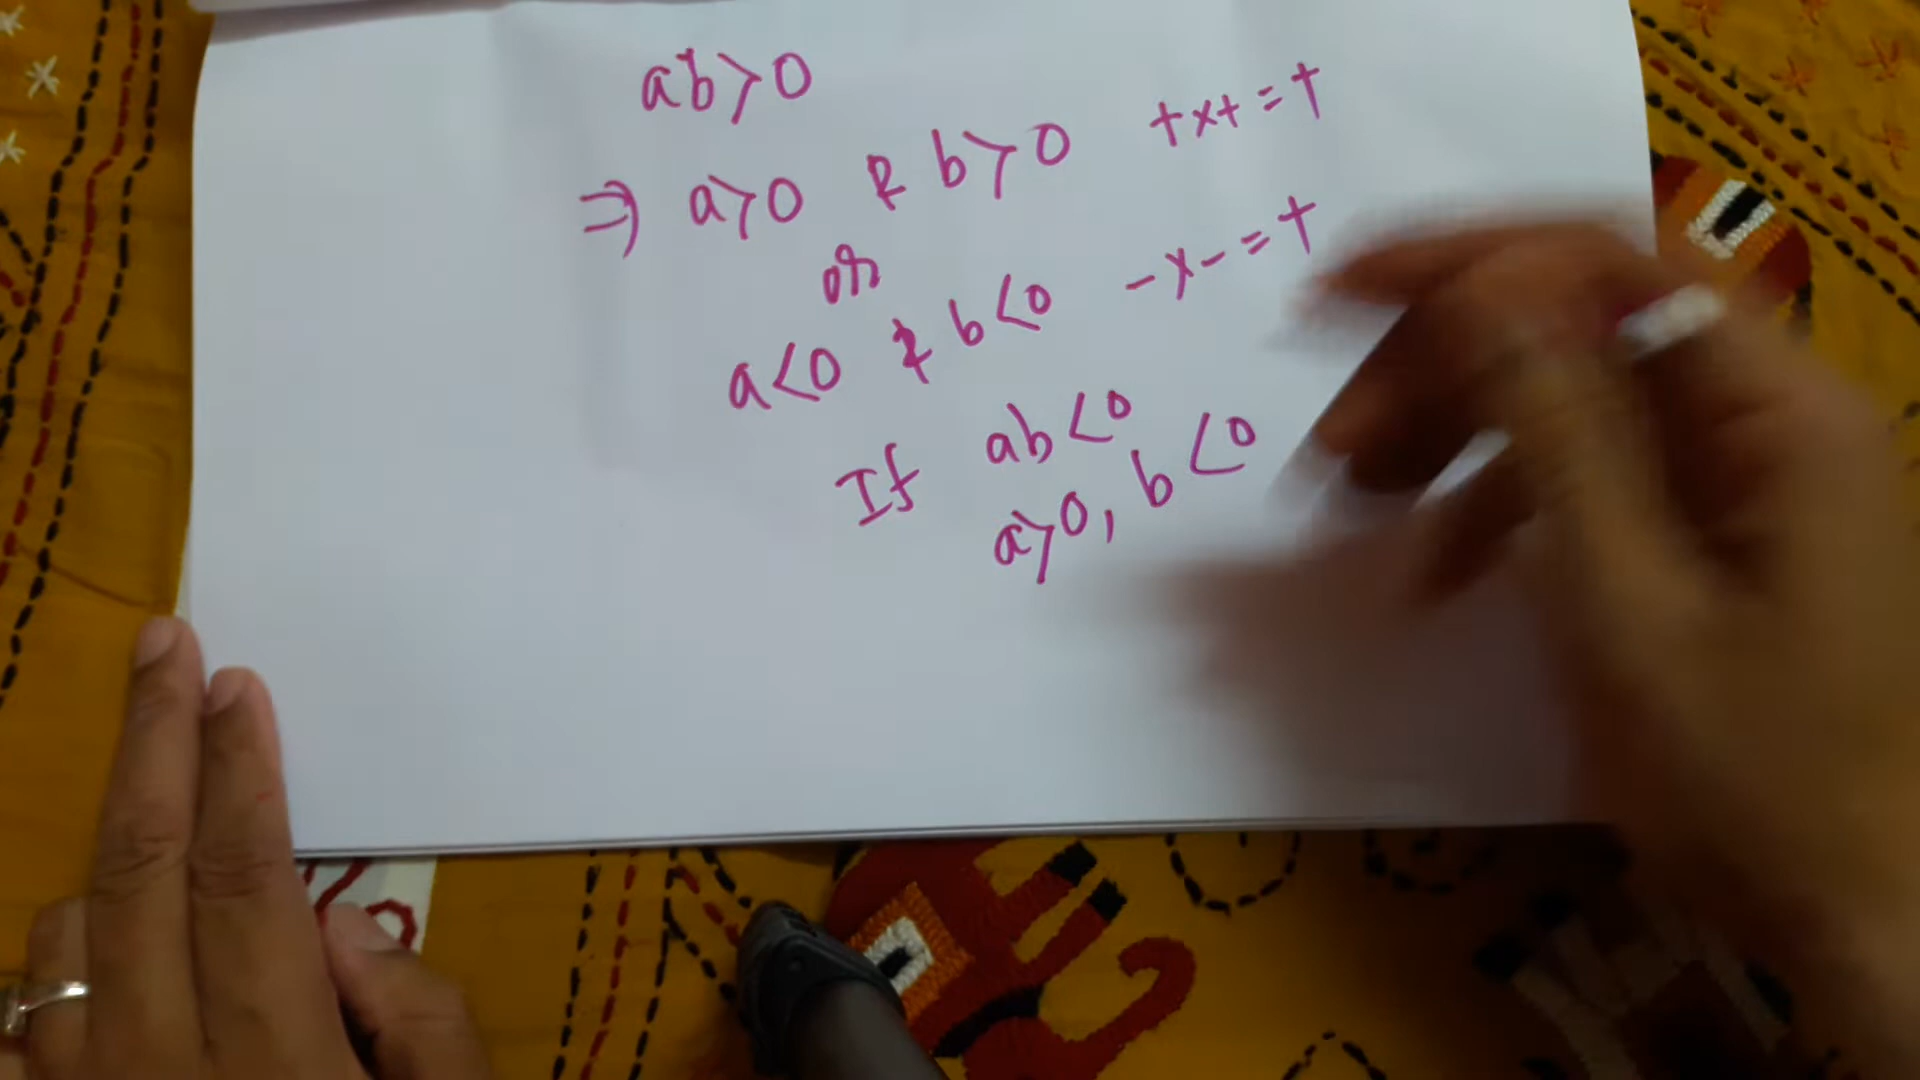 ab>0
⇒ a>0 & b>0 +x+=+
or
a<0 & b<0 -x-=+
If ab<0
a>0, b<0